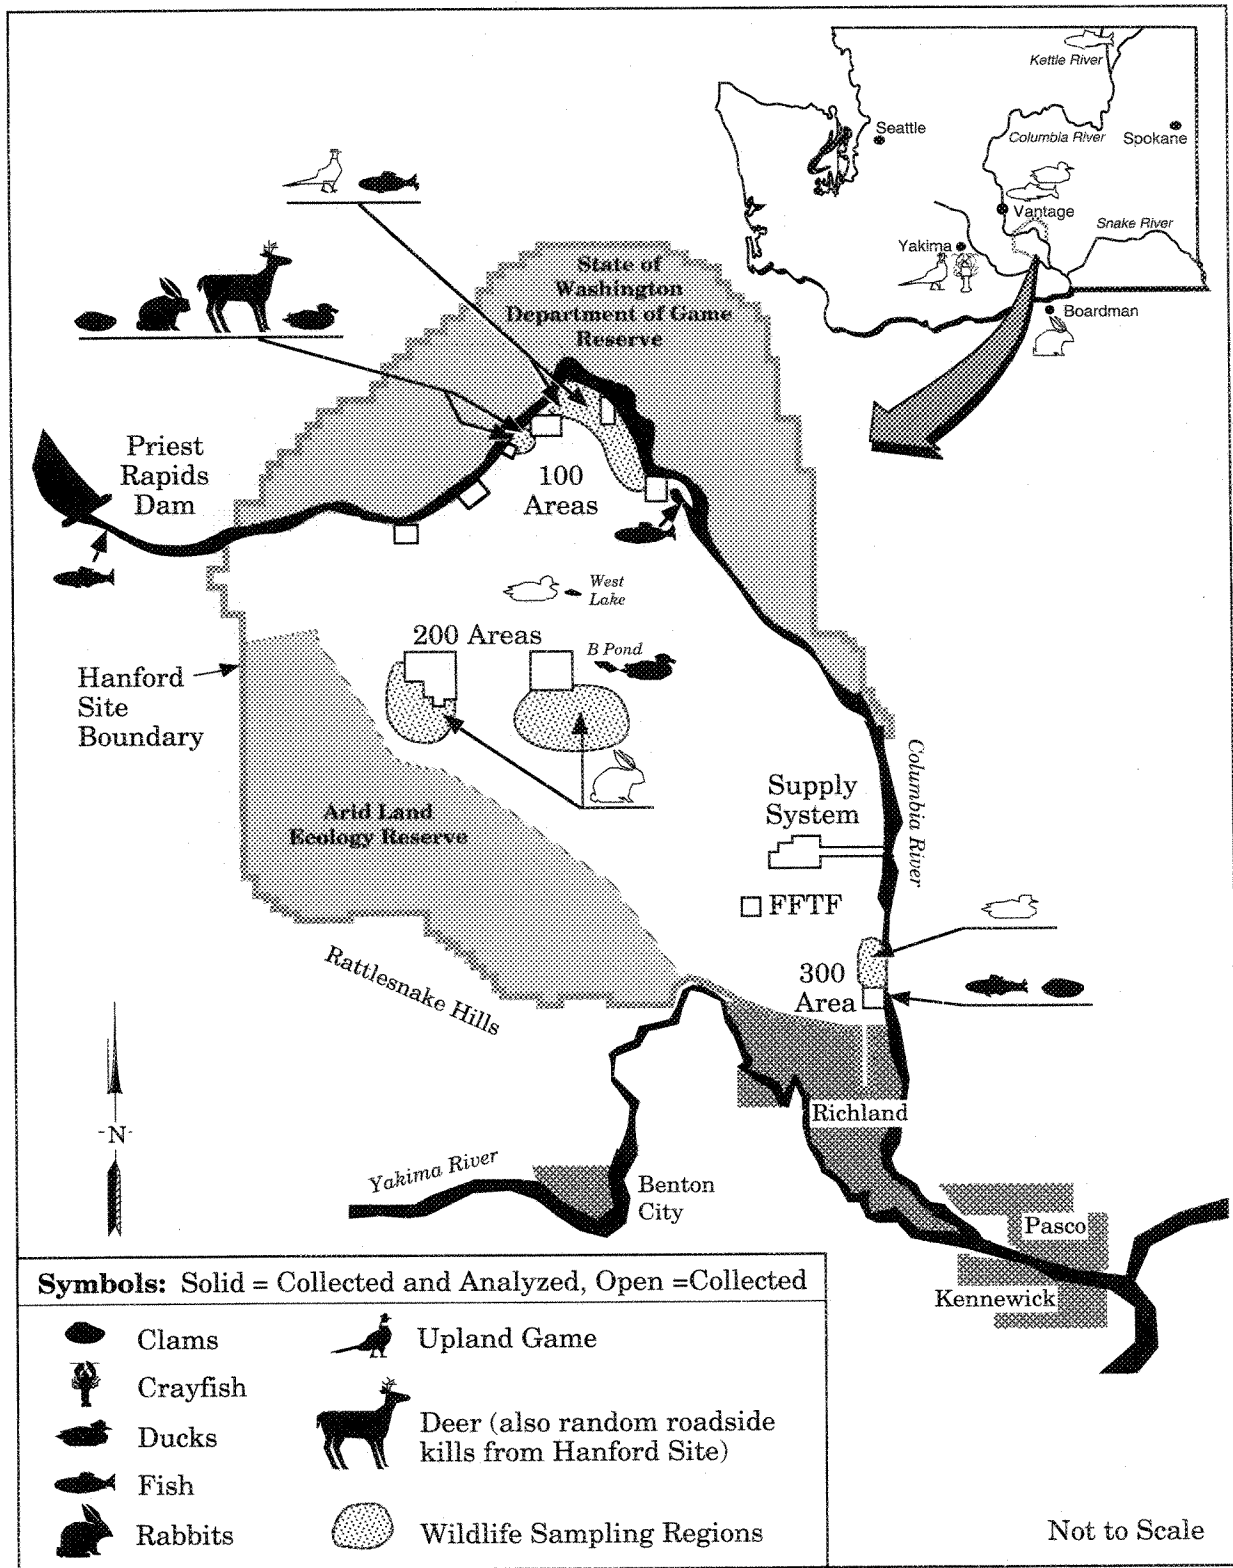 Kettle River
Seattle
Columbia River
Spokane
Vantage
Snake River
Yakima
Boardman
State of
Washington
Department of Game
Reserve
Priest
Rapids
Dam
100
Areas
West
Lake
200 Areas
B Pond
Hanford
Site
Boundary
Columbia River
Supply
System
Arid Land
Ecology Reserve
FFTF
Rattlesnake Hills
300
Area
-N-
Richland
Yakima River
Benton
City
Pasco
Kennewick
Symbols: Solid = Collected and Analyzed, Open =Collected
Clams
Upland Game
Crayfish
Ducks
Deer (also random roadside
kills from Hanford Site)
Fish
Rabbits
Wildlife Sampling Regions
Not to Scale